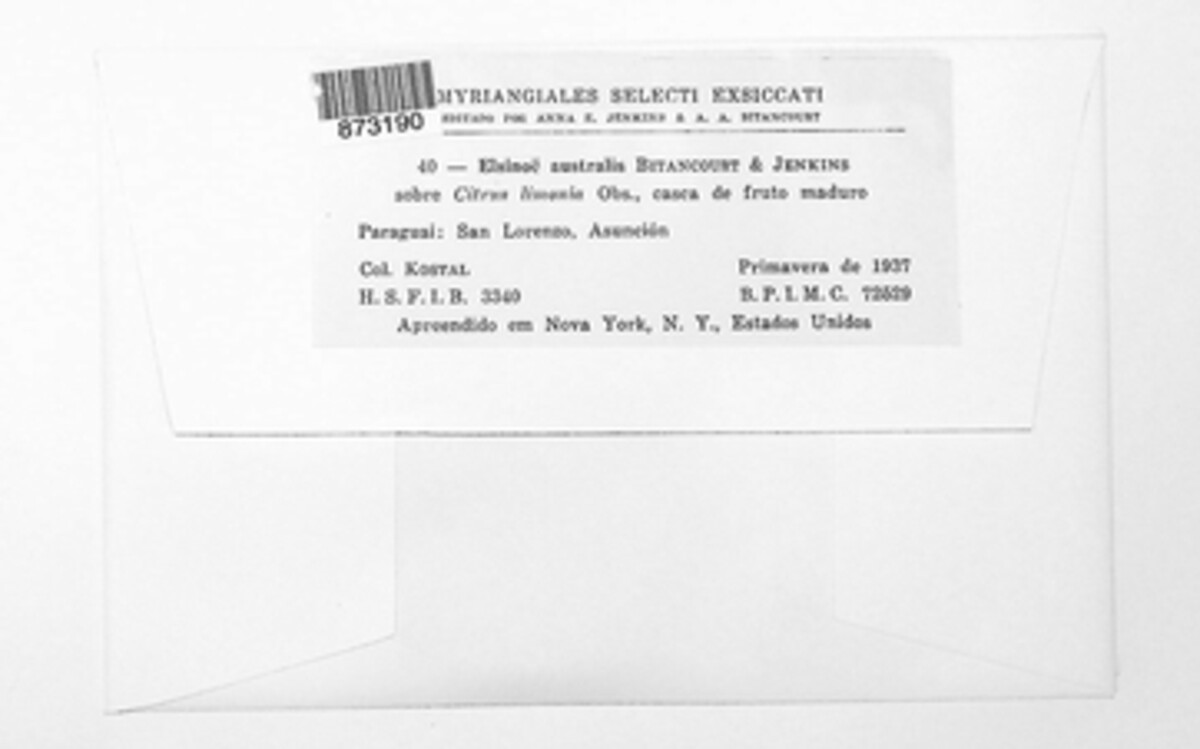 MYRIANGIALES SELECTI EXSICCATI
EDITADO POR ANNA E. JENKINS & A. A. BITANCOURT
873190
40 — Elsinoë australis BITANCOURT & JENKINS
sobre Citrus limonia Obs., casca de fruto maduro
Paraguai: San Lorenzo, Asunción
Col. KOSTAL Primavera de 1937
H. S. F. I. B. 3340 B. P. I. M. C. 72529
Apreendido em Nova York, N. Y., Estados Unidos